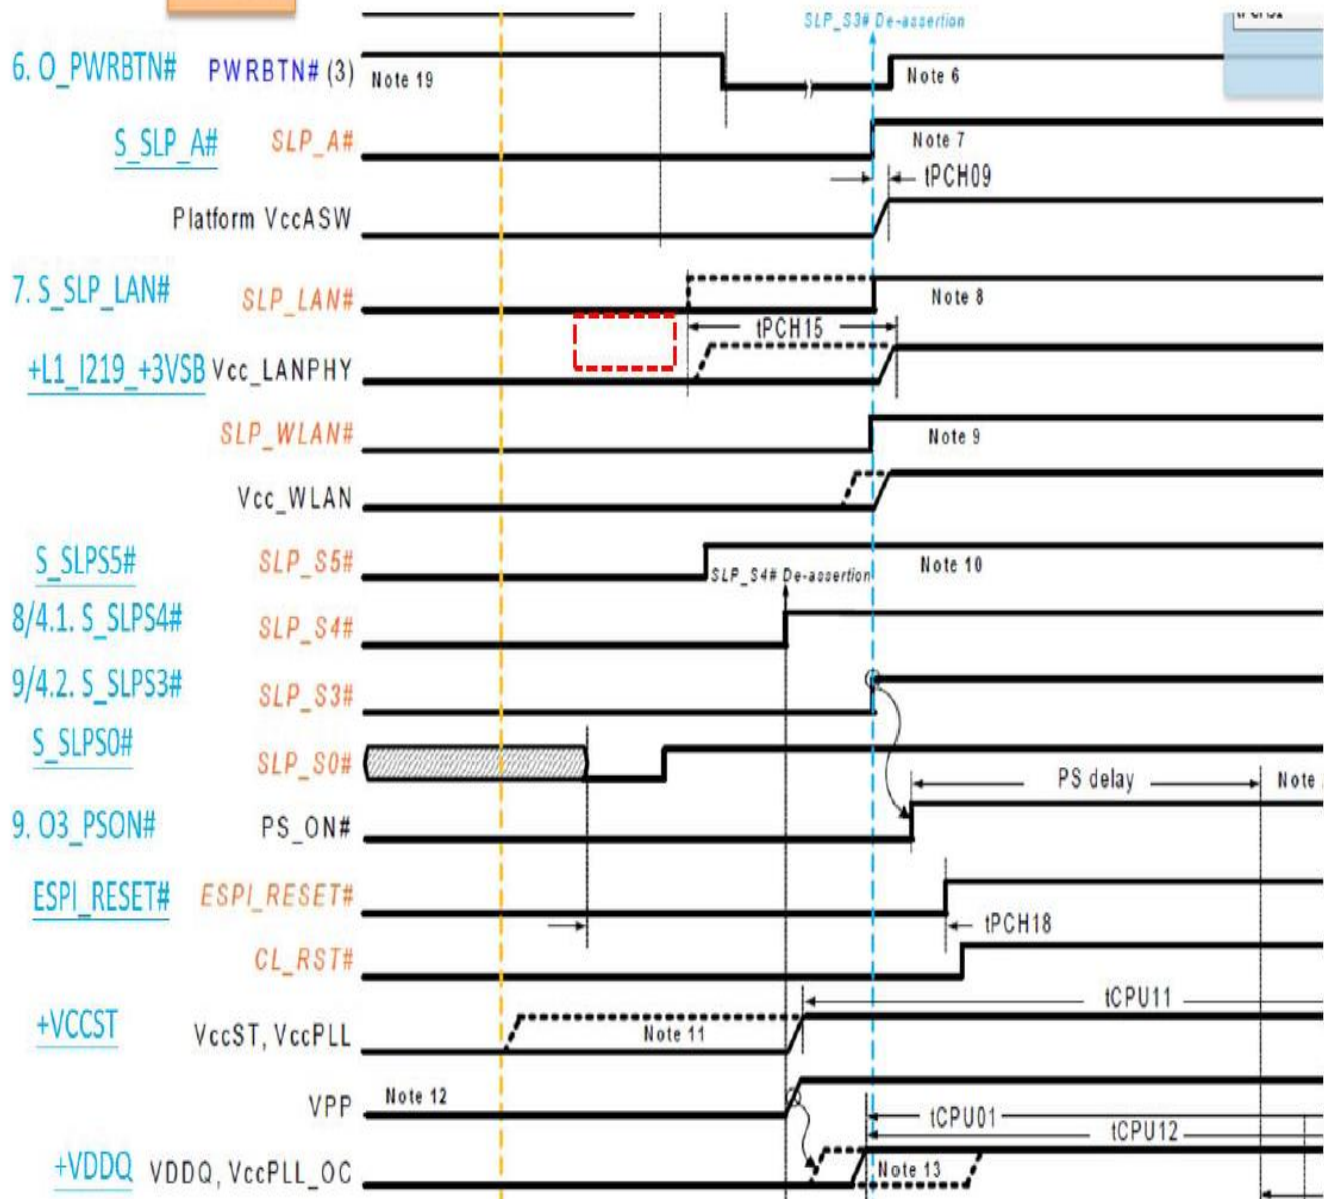 SLP_S3# De-assertion
6. O_PWRBTN# PWRBTN# (3) Note 19 Note 6
S_SLP_A# SLP_A# Note 7
tPCH09
Platform VccASW
7. S_SLP_LAN# SLP_LAN# Note 8
tPCH15
+L1_I219_+3VSB Vcc_LANPHY
SLP_WLAN# Note 9
Vcc_WLAN
S_SLPS5# SLP_S5# Note 10
SLP_S4# De-assertion
8/4.1. S_SLPS4# SLP_S4#
9/4.2. S_SLPS3# SLP_S3#
S_SLPS0# SLP_S0#
PS delay Note
9. O3_PSON# PS_ON#
ESPI_RESET# ESPI_RESET#
tPCH18
CL_RST#
tCPU11
+VCCST VccST, VccPLL Note 11
VPP Note 12
tCPU01
tCPU12
+VDDQ VDDQ, VccPLL_OC Note 13